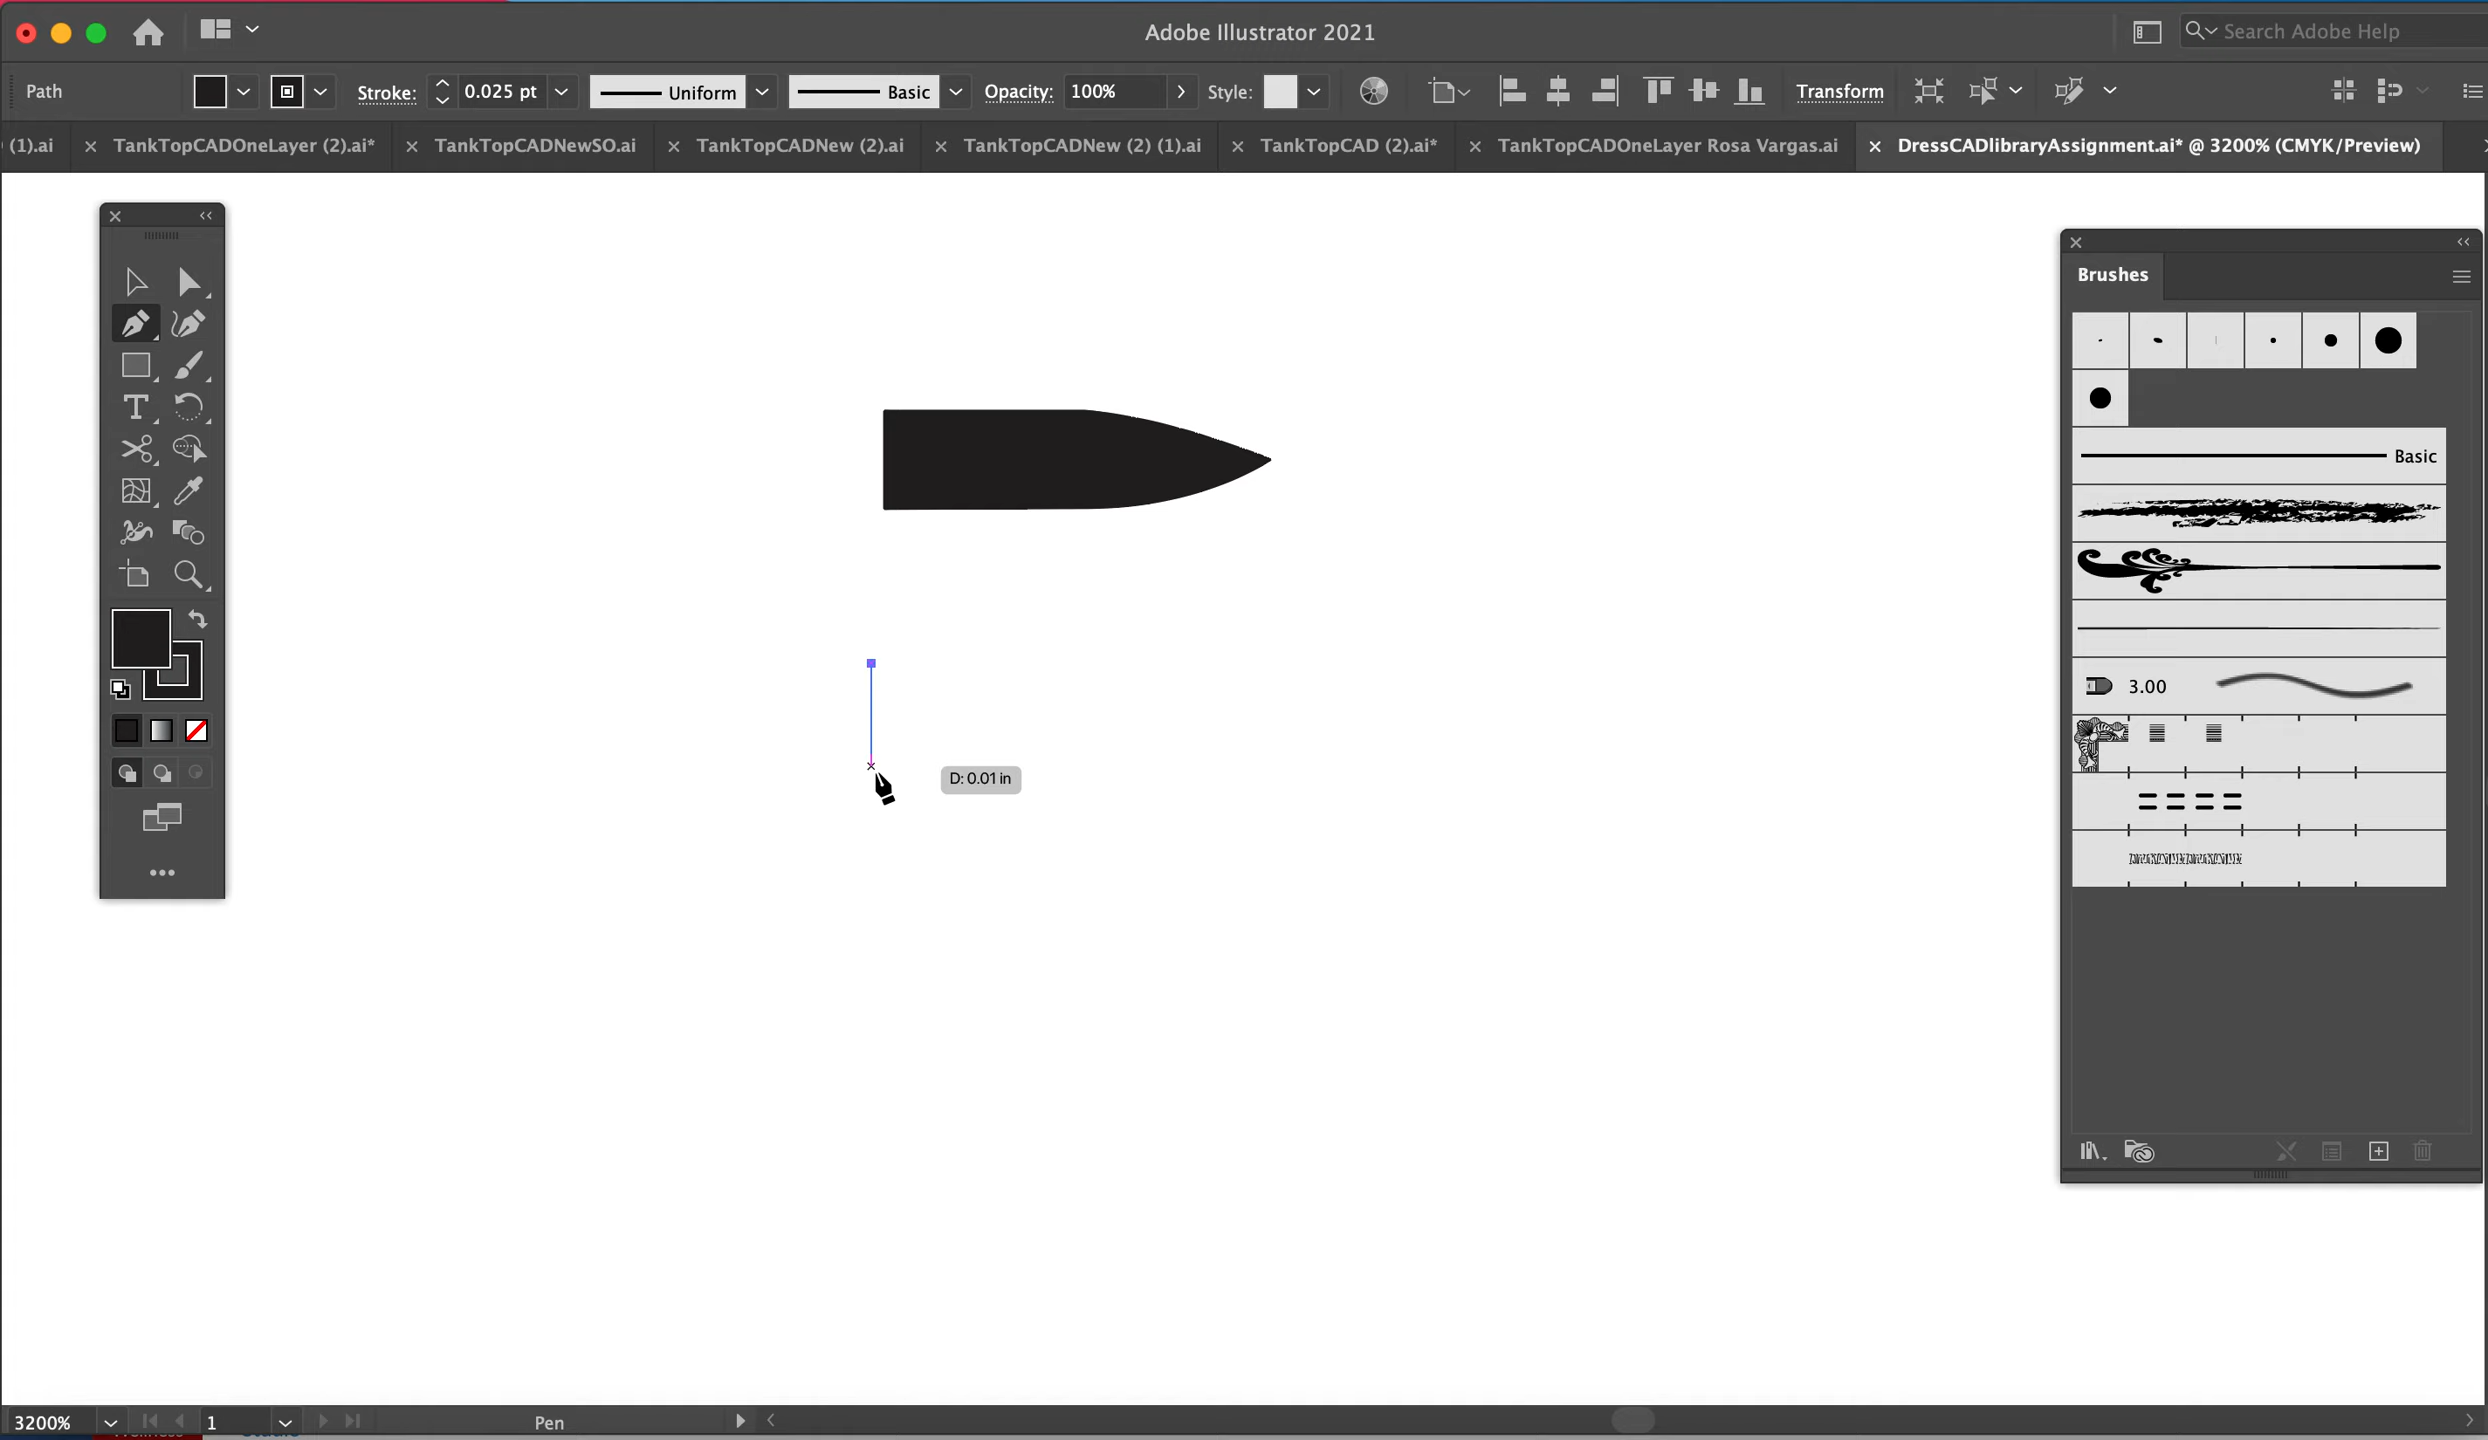 Adobe Illustrator 2021
Search Adobe Help
Path
Stroke:
0.025 pt
Uniform
Basic
Opacity:
100%
Style:
Transform
(1).ai
TankTopCADOneLayer (2).ai*
TankTopCADNewSO.ai
TankTopCADNew (2).ai
TankTopCADNew (2) (1).ai
TankTopCAD (2).ai*
TankTopCADOneLayer Rosa Vargas.ai
DressCADlibraryAssignment.ai* @ 3200% (CMYK/Preview)
Brushes
Basic
3.00
D: 0.01 in
3200%
1
Pen